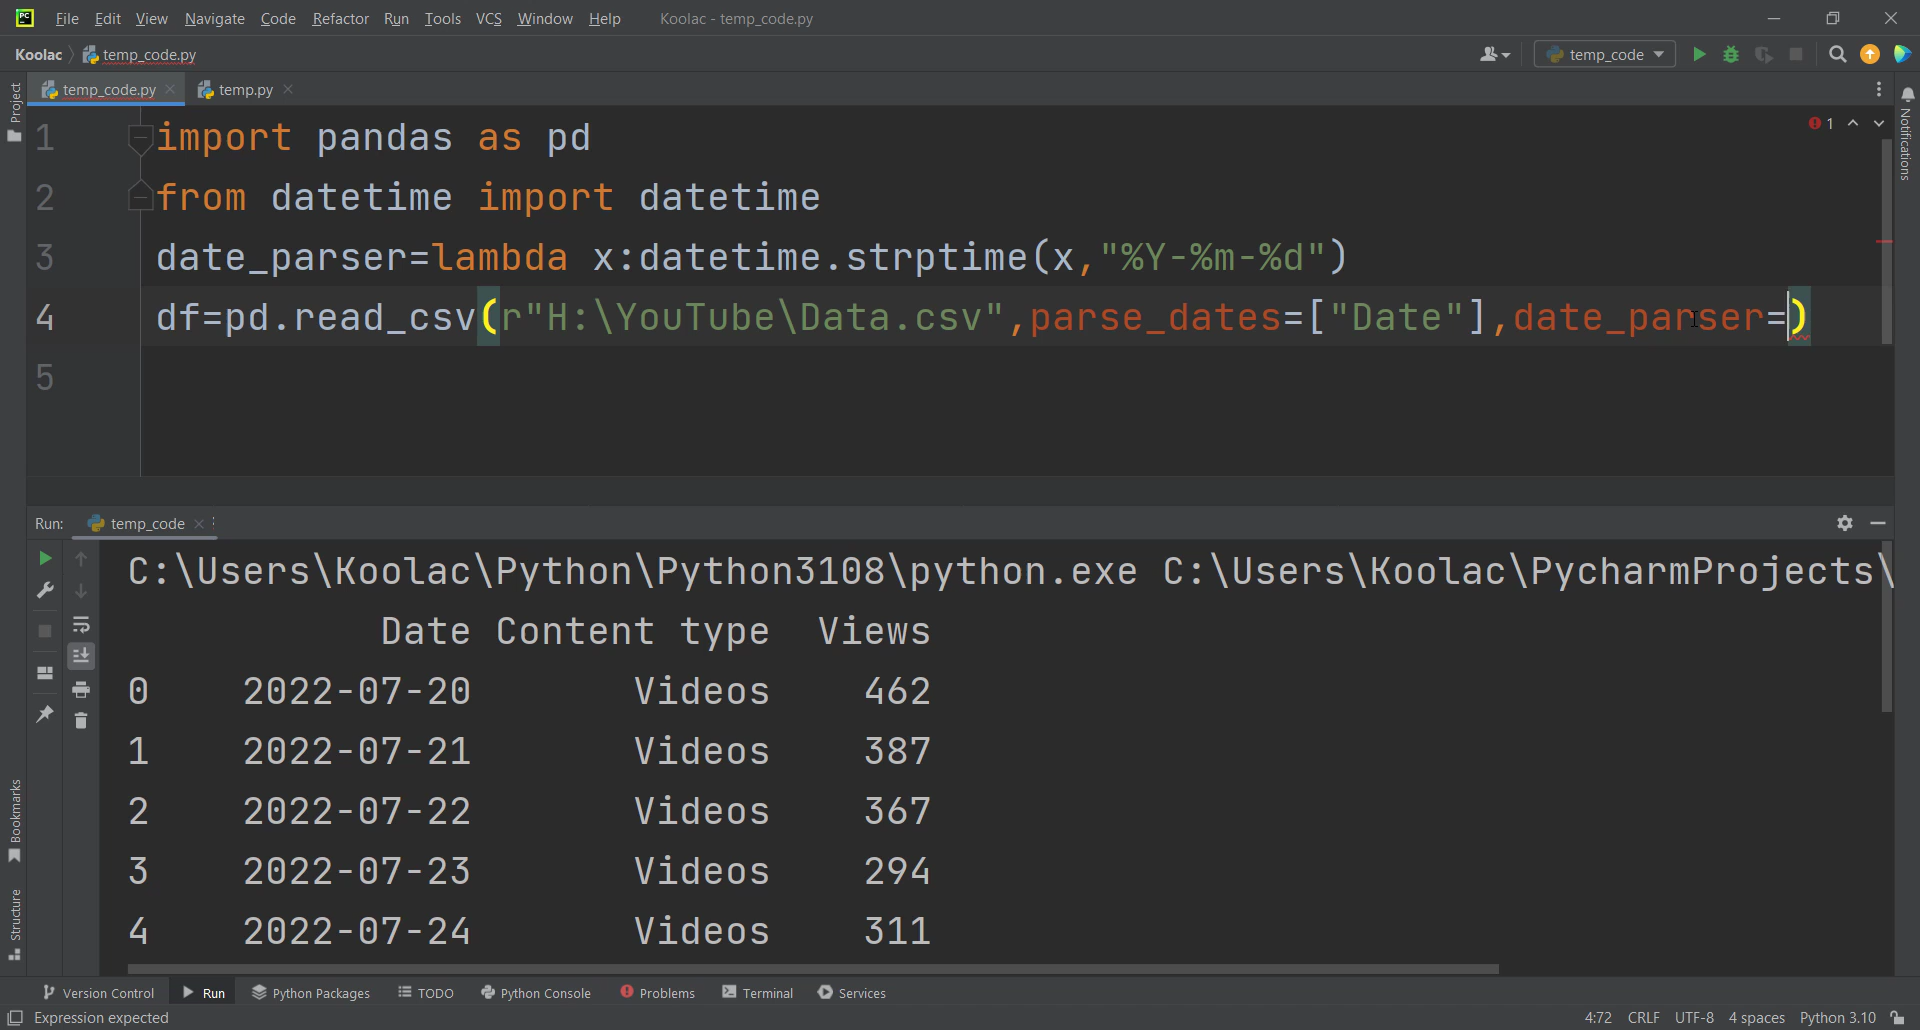 PC File Edit View Navigate Code Refactor Run Tools VCS Window Help Koolac - temp_code.py
Koolac temp_code.py temp_code
temp_code.py temp.py
Project
Notifications
1 import pandas as pd 1
2 from datetime import datetime
3 date_parser=lambda x:datetime.strptime(x,"%Y-%m-%d")
4 df=pd.read_csv(r"H:\YouTube\Data.csv",parse_dates=["Date"],date_parser=)
5
Run: temp_code
C:\Users\Koolac\Python\Python3108\python.exe C:\Users\Koolac\PycharmProjects\
Date Content type Views
0 2022-07-20 Videos 462
1 2022-07-21 Videos 387
2 2022-07-22 Videos 367
3 2022-07-23 Videos 294
4 2022-07-24 Videos 311
Bookmarks
Structure
Version Control Run Python Packages TODO Python Console Problems Terminal Services
Expression expected 4:72 CRLF UTF-8 4 spaces Python 3.10